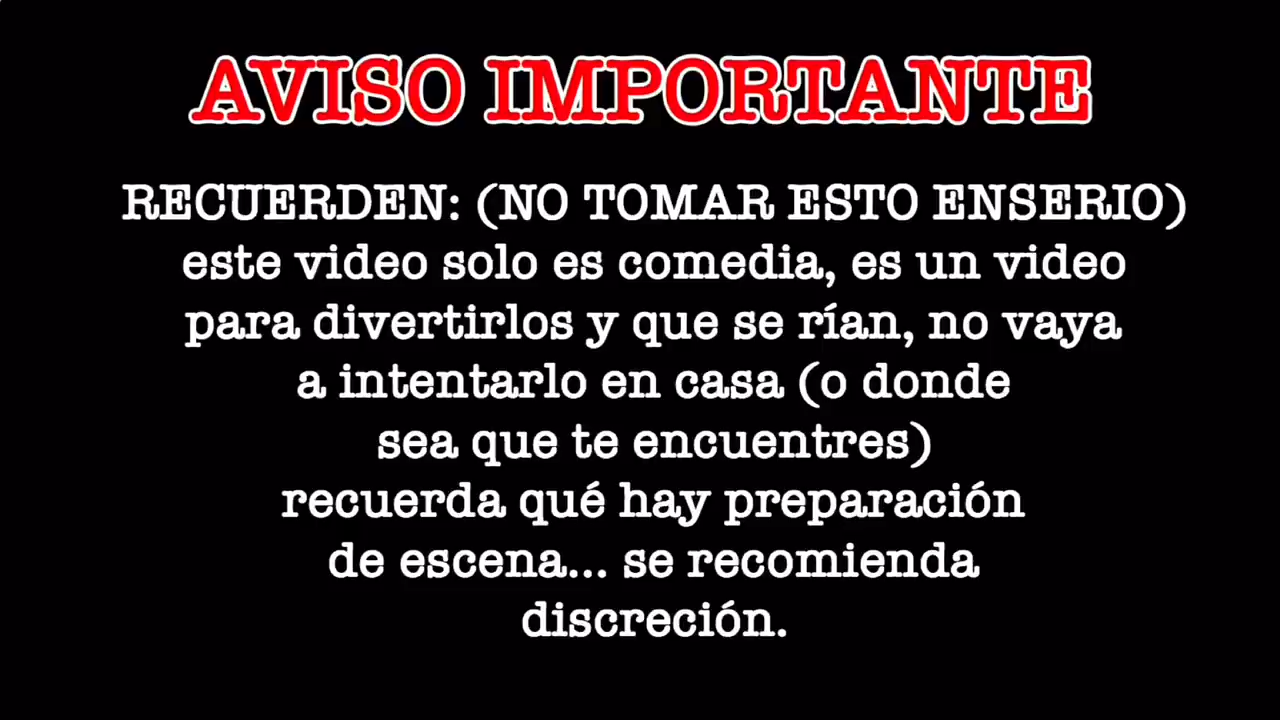 AVISO IMPORTANTE
RECUERDEN: (NO TOMAR ESTO ENSERIO)
este video solo es comedia, es un video
para divertirlos y que se rían, no vaya
a intentarlo en casa (o donde
sea que te encuentres)
recuerda qué hay preparación
de escena... se recomienda
discreción.